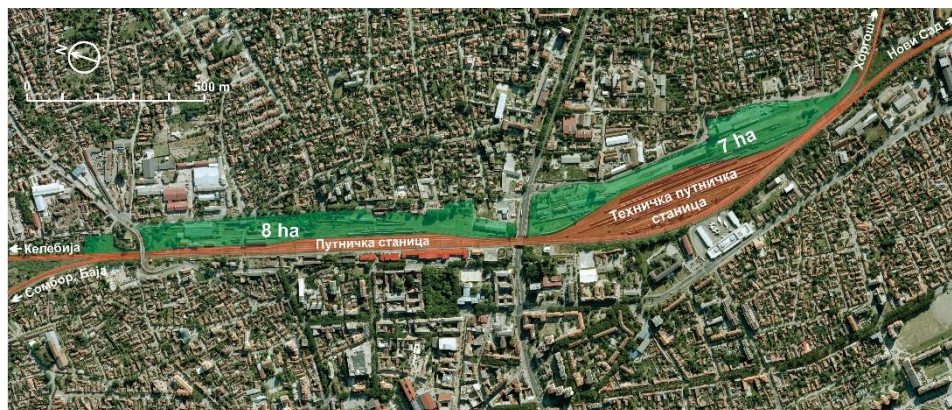 N
0
500 m
Хоргош
Нови Сад
7 ha
Техничка путничка
станица
8 ha
Путничка станица
Келебија
Сомбор, Баја